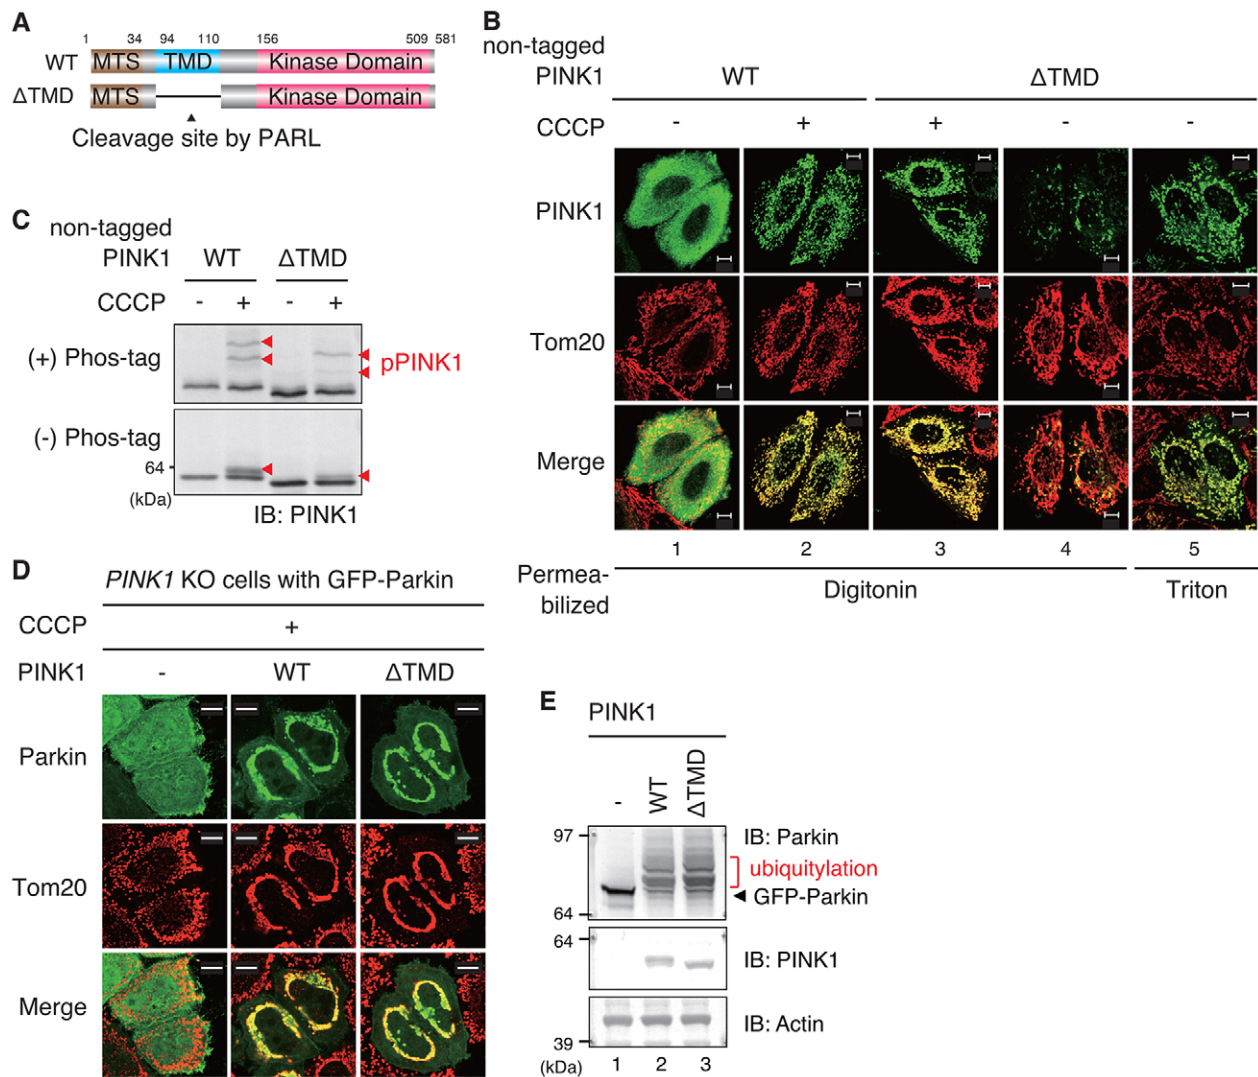 A
1 34 94 110 156 509 581
WT MTS TMD Kinase Domain
ΔTMD MTS Kinase Domain
Cleavage site by PARL
B
non-tagged
PINK1 WT ΔTMD
CCCP - + + - -
PINK1
Tom20
Merge
1 2 3 4 5
Permea-
bilized
Digitonin Triton
C
non-tagged
PINK1 WT ΔTMD
CCCP - + - +
(+) Phos-tag
pPINK1
(-) Phos-tag
64
(kDa)
IB: PINK1
D
PINK1 KO cells with GFP-Parkin
CCCP +
PINK1 - WT ΔTMD
Parkin
Tom20
Merge
E
PINK1
- WT ΔTMD
97
IB: Parkin
ubiquitylation
GFP-Parkin
64
64
IB: PINK1
IB: Actin
39
(kDa) 1 2 3